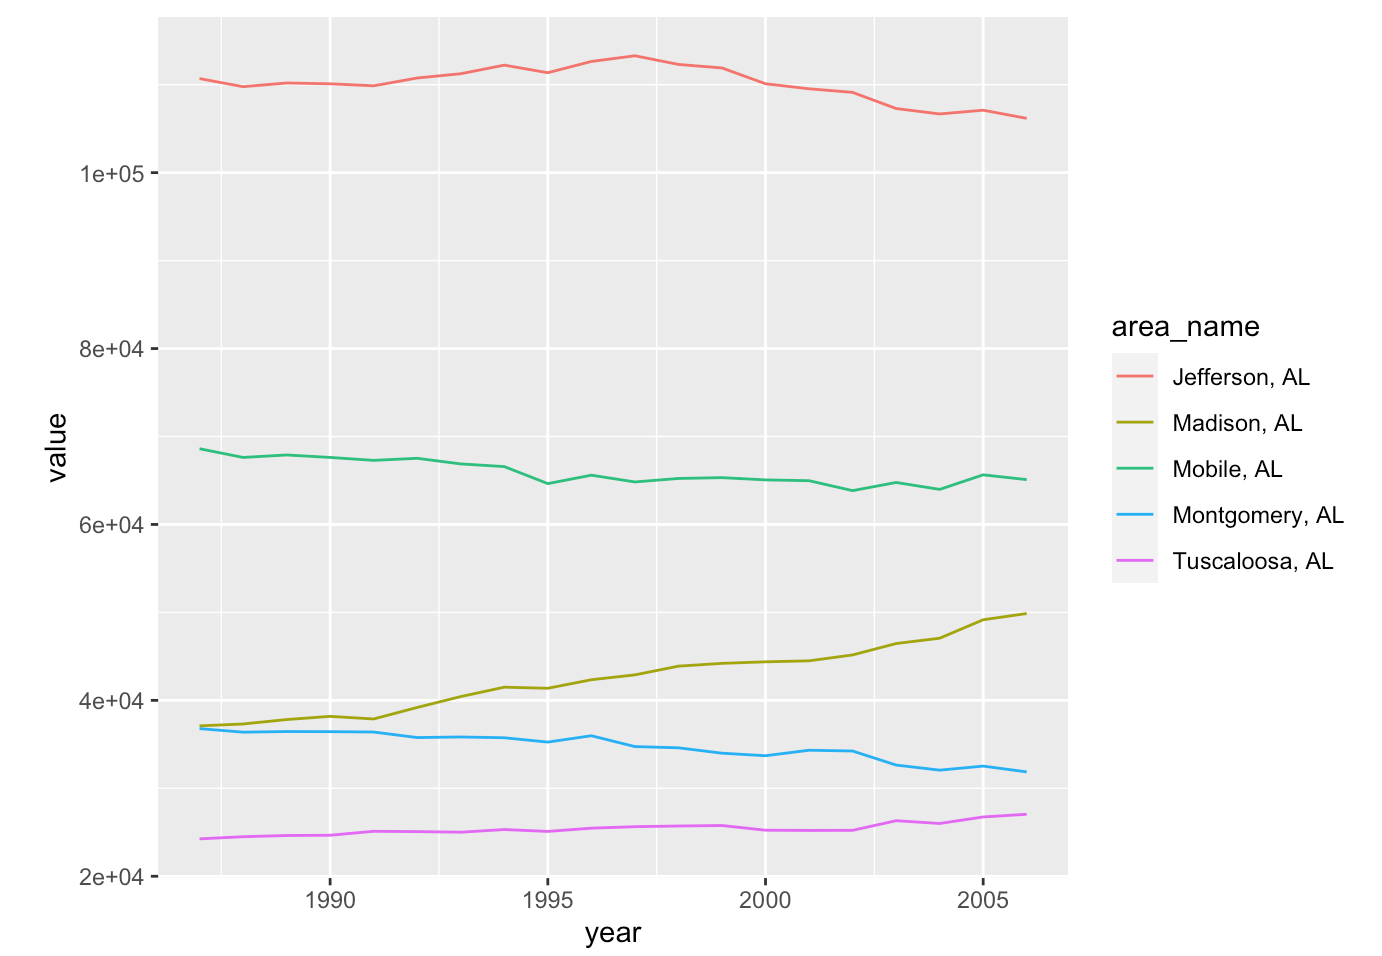 1e+05
8e+04
6e+04
4e+04
2e+04
value
1990 1995 2000 2005
year
area_name
Jefferson, AL
Madison, AL
Mobile, AL
Montgomery, AL
Tuscaloosa, AL